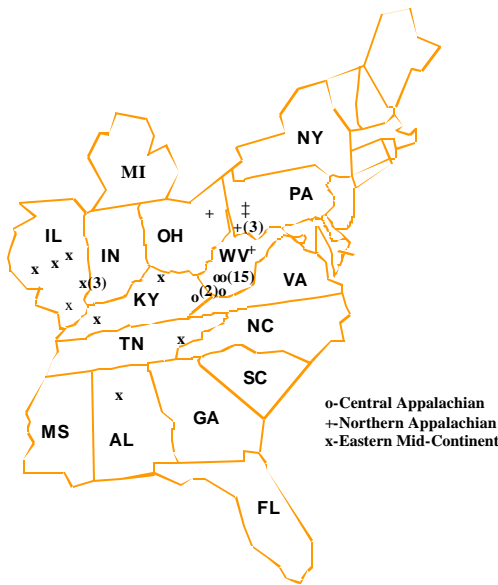 NY
MI
PA
+ ‡
+(3)
IL
OH
IN
WV+
x x x
x(3)
x
oo(15)
VA
KY
o(2)o
x
x
NC
TN
x
SC
x
o-Central Appalachian
GA
+-Northern Appalachian
MS
AL
x-Eastern Mid-Continent
FL